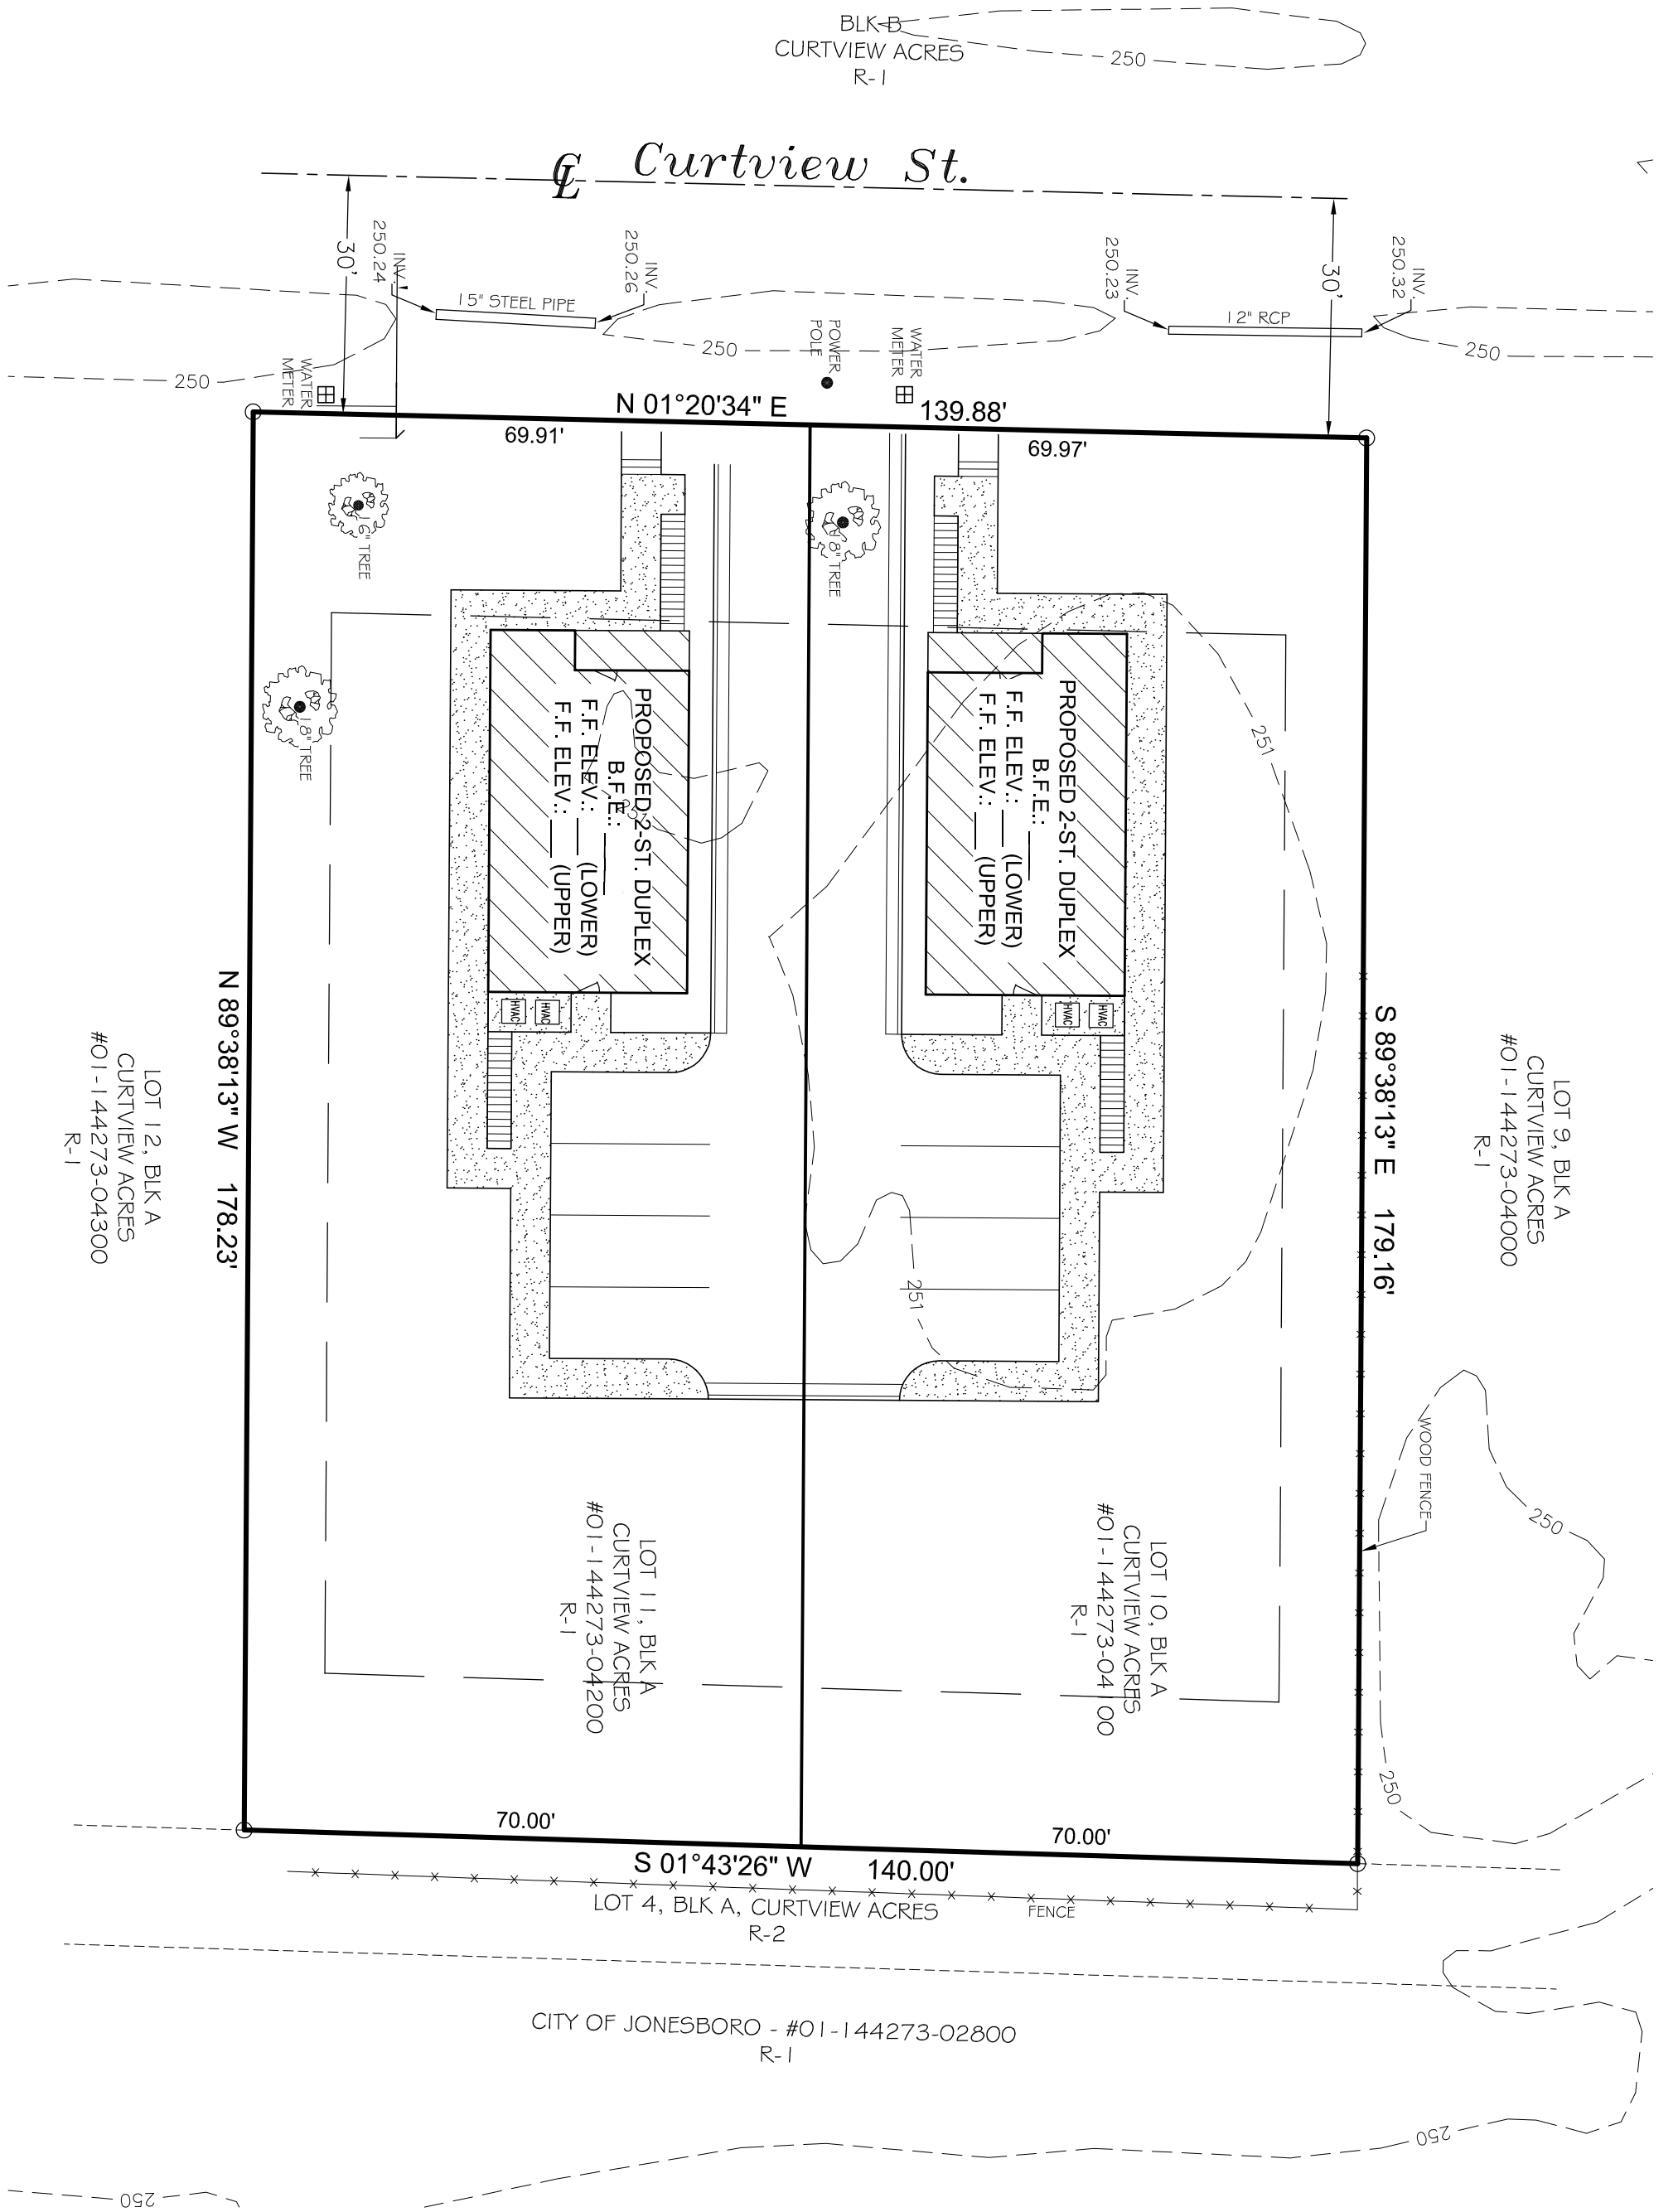 BLK B
CURTVIEW ACRES
R-1
250
℄ Curtview St.
30'
30'
INV.
250.24
15" STEEL PIPE
INV.
250.26
INV.
250.23
12" RCP
INV.
250.32
250
250
250
WATER
METER
POWER
POLE
WATER
METER
N 01°20'34" E 139.88'
69.91'
69.97'
16" TREE
18" TREE
18" TREE
PROPOSED 2-ST. DUPLEX
B.F.E.: ____
F.F. ELEV.: ___ (LOWER)
F.F. ELEV.: ___ (UPPER)
251
HVAC
HVAC
PROPOSED 2-ST. DUPLEX
B.F.E.: ____
F.F. ELEV.: ___ (LOWER)
F.F. ELEV.: ___ (UPPER)
HVAC
HVAC
251
251
N 89°38'13" W 178.23'
S 89°38'13" E 179.16'
LOT 12, BLK A
CURTVIEW ACRES
#01-144273-04300
R-1
LOT 9, BLK A
CURTVIEW ACRES
#01-144273-04000
R-1
WOOD FENCE
250
250
LOT 11, BLK A
CURTVIEW ACRES
#01-144273-04200
R-1
LOT 10, BLK A
CURTVIEW ACRES
#01-144273-04100
R-1
70.00'
70.00'
S 01°43'26" W 140.00'
LOT 4, BLK A, CURTVIEW ACRES
R-2
FENCE
CITY OF JONESBORO - #01-144273-02800
R-1
250
250